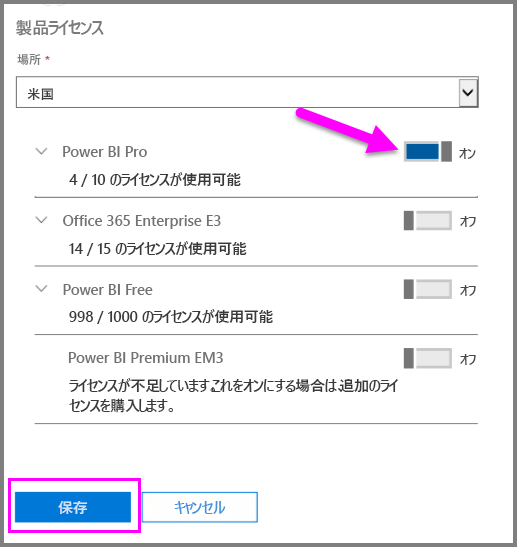 製品ライセンス
場所 *
米国
Power BI Pro
オン
4 / 10 のライセンスが使用可能
Office 365 Enterprise E3
オフ
14 / 15 のライセンスが使用可能
Power BI Free
オフ
998 / 1000 のライセンスが使用可能
Power BI Premium EM3
オフ
ライセンスが不足しています。これをオンにする場合は、追加のライ
センスを購入します。
保存
キャンセル